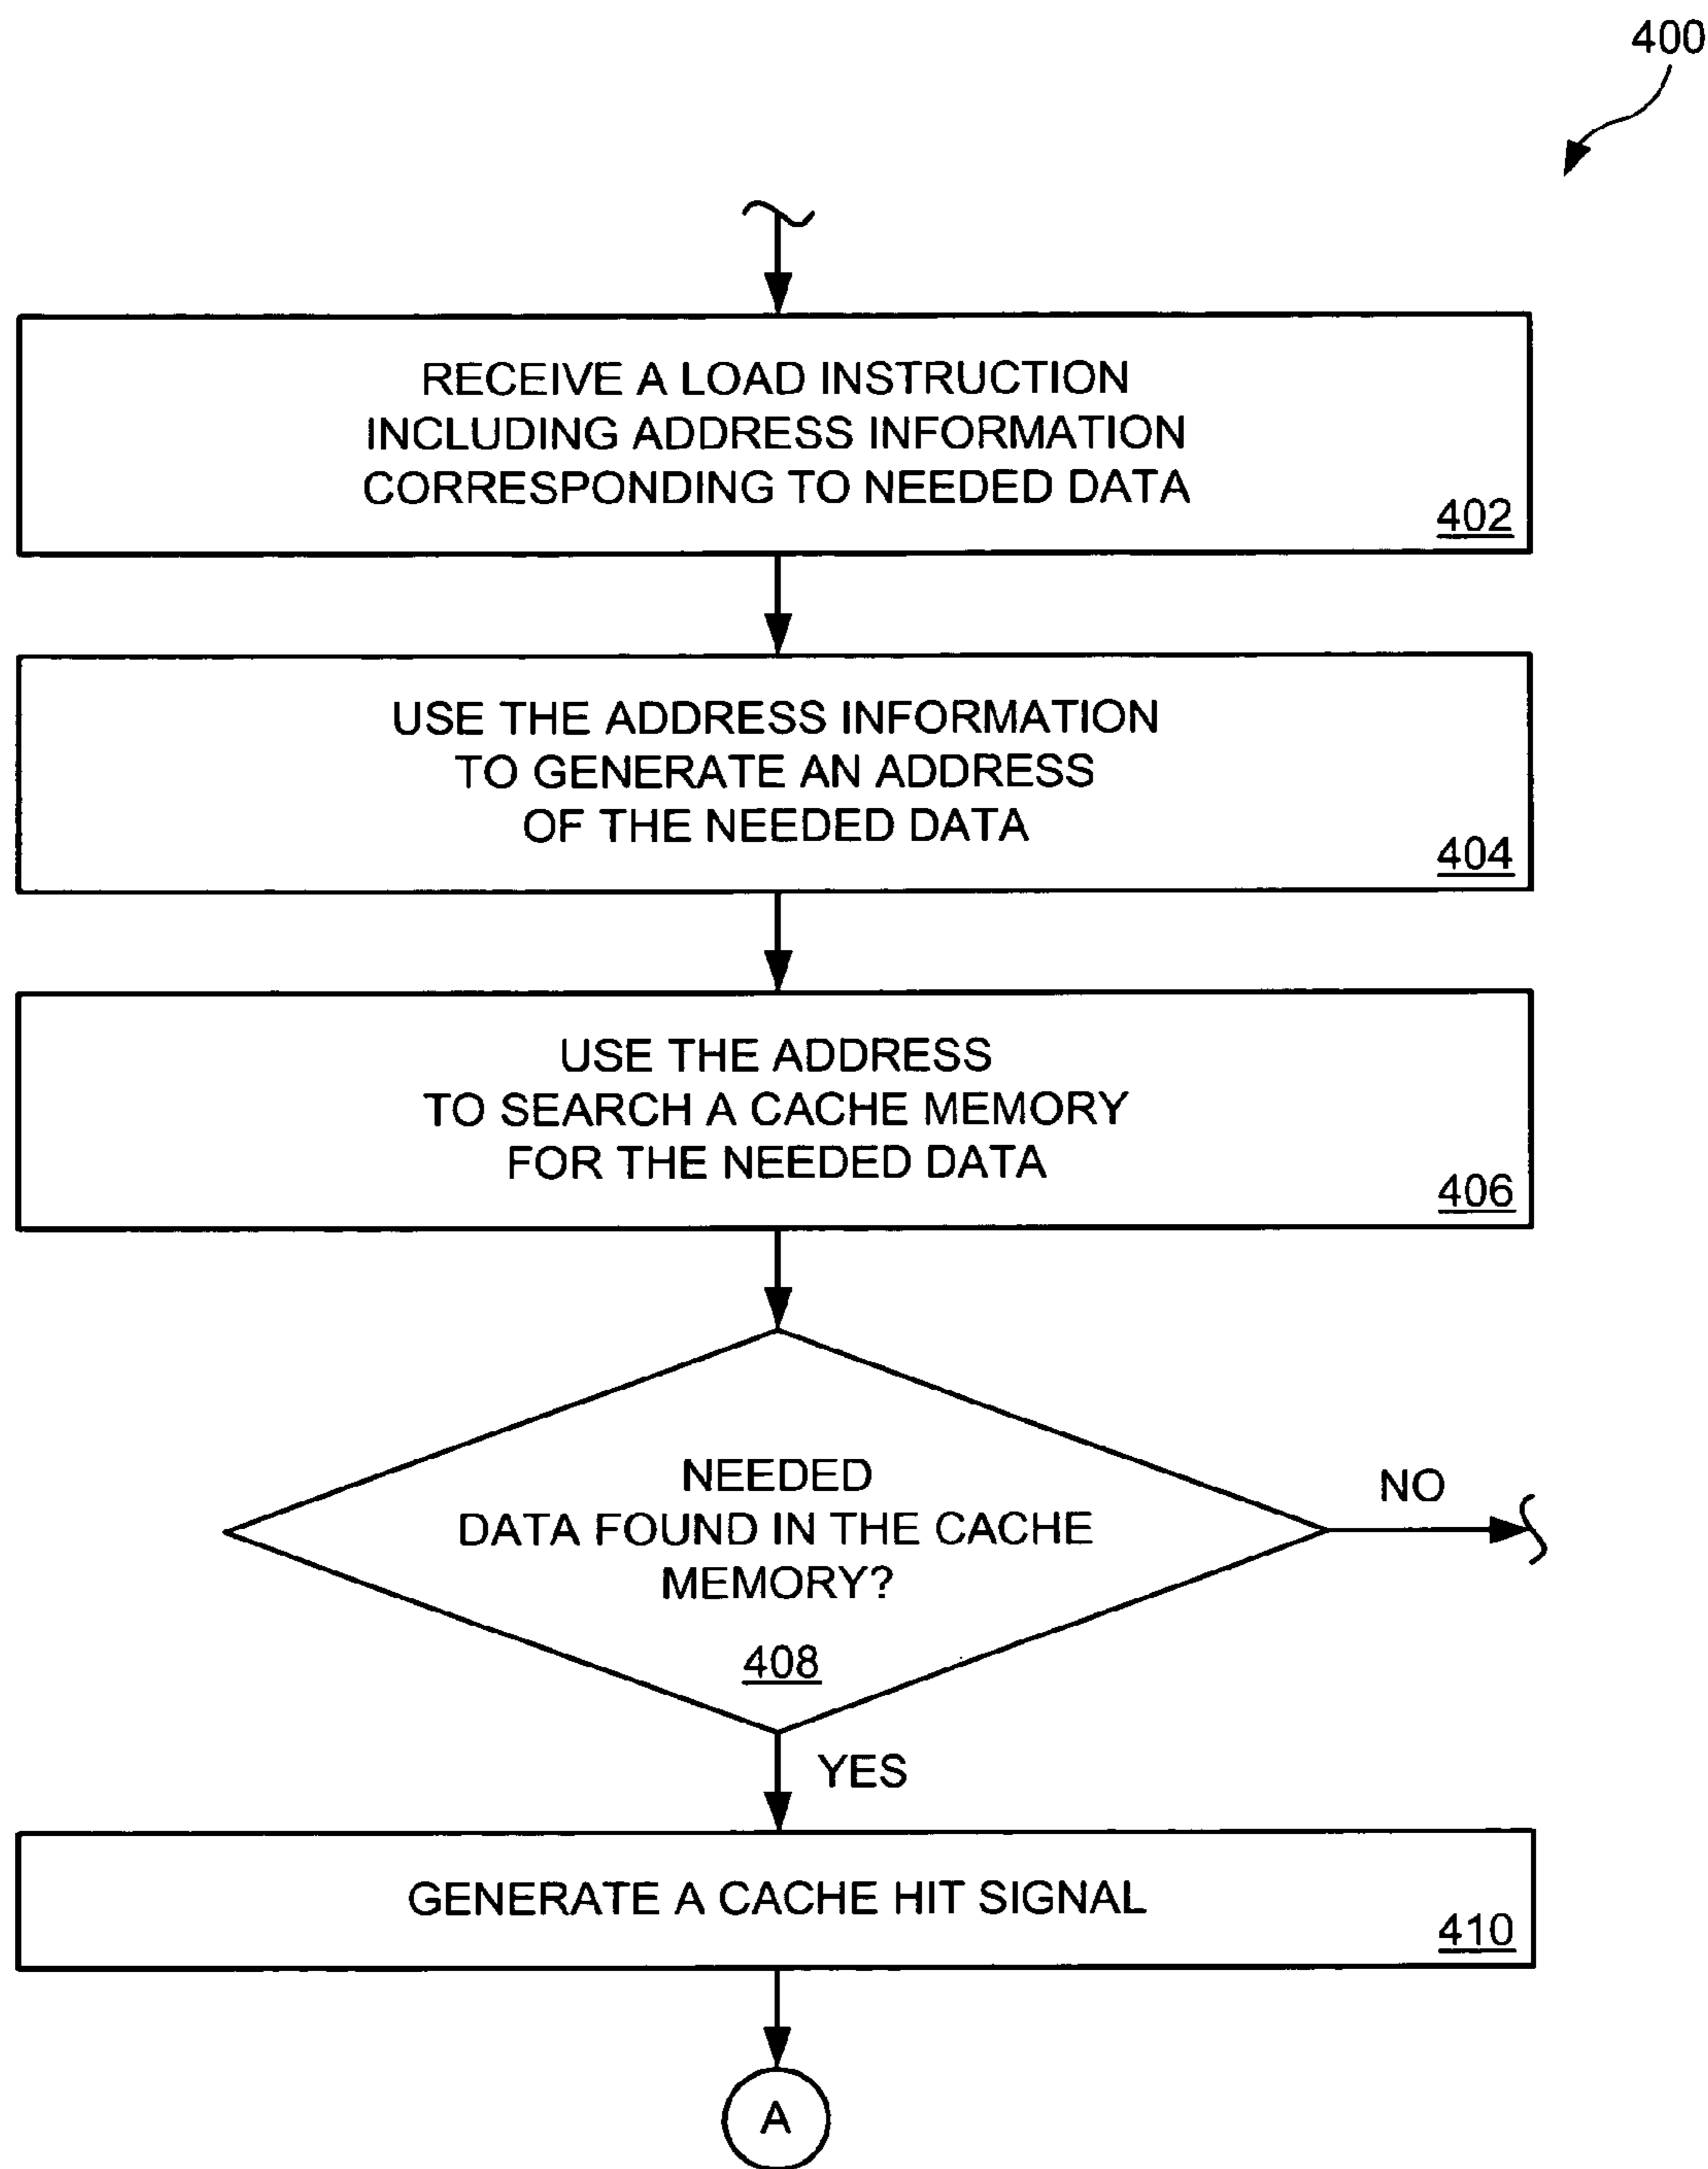 400
RECEIVE A LOAD INSTRUCTION
INCLUDING ADDRESS INFORMATION
CORRESPONDING TO NEEDED DATA
402
USE THE ADDRESS INFORMATION
TO GENERATE AN ADDRESS
OF THE NEEDED DATA
404
USE THE ADDRESS
TO SEARCH A CACHE MEMORY
FOR THE NEEDED DATA
406
NEEDED
DATA FOUND IN THE CACHE
MEMORY?
408
NO
YES
GENERATE A CACHE HIT SIGNAL
410
A